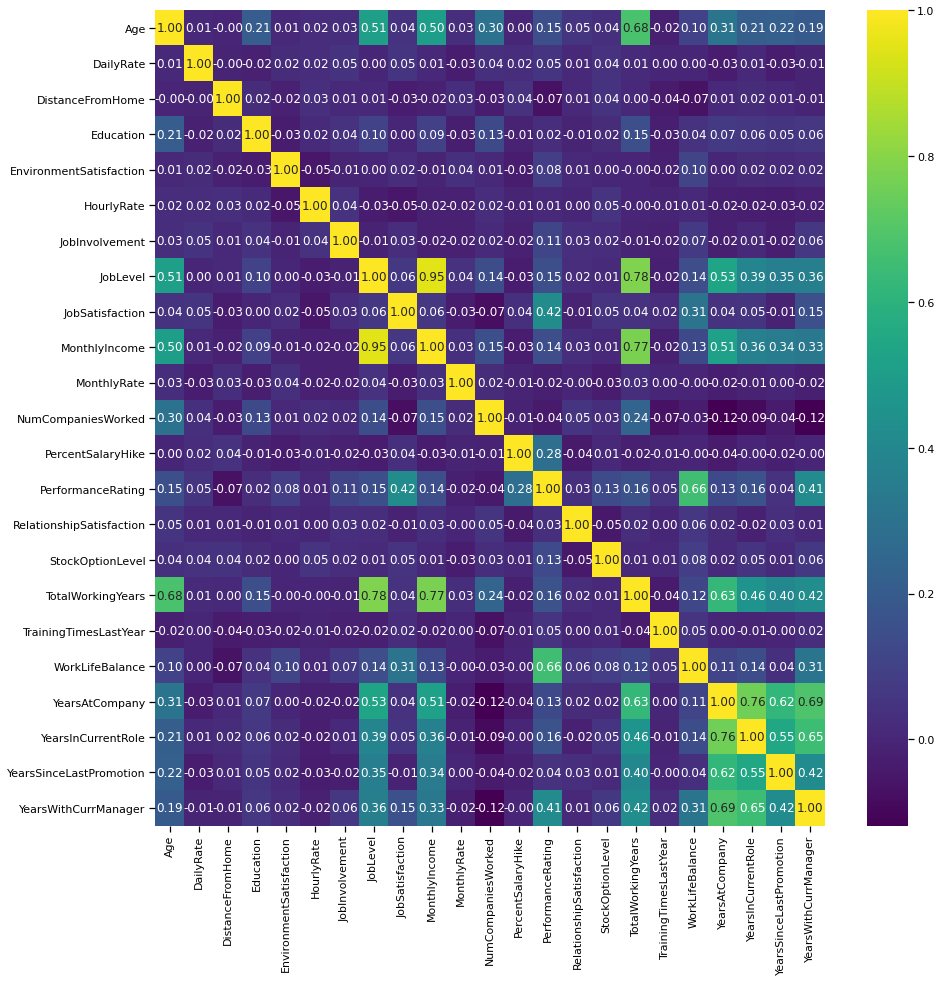 Age 1.00 0.01 -0.00 0.21 0.01 0.02 0.03 0.51 0.04 0.50 0.03 0.30 0.00 0.15 0.05 0.04 0.68 -0.02 0.10 0.31 0.21 0.22 0.19
DailyRate 0.01 1.00 -0.00 -0.02 0.02 0.02 0.05 0.00 0.05 0.01 -0.03 0.04 0.02 0.05 0.01 0.04 0.01 0.00 0.00 -0.03 0.01 -0.03 -0.01
DistanceFromHome -0.00 -0.00 1.00 0.02 -0.02 0.03 0.01 0.01 -0.03 -0.02 0.03 -0.03 0.04 -0.07 0.01 0.04 0.00 -0.04 -0.07 0.01 0.02 0.01 -0.01
Education 0.21 -0.02 0.02 1.00 -0.03 0.02 0.04 0.10 0.00 0.09 -0.03 0.13 -0.01 0.02 -0.01 0.02 0.15 -0.03 0.04 0.07 0.06 0.05 0.06
EnvironmentSatisfaction 0.01 0.02 -0.02 -0.03 1.00 -0.05 -0.01 0.00 0.02 -0.01 0.04 0.01 -0.03 0.08 0.01 0.00 -0.00 -0.02 0.10 0.00 0.02 0.02 0.02
HourlyRate 0.02 0.02 0.03 0.02 -0.05 1.00 0.04 -0.03 -0.05 -0.02 -0.02 0.02 -0.01 0.01 0.00 0.05 -0.00 -0.01 0.01 -0.02 -0.02 -0.03 -0.02
JobInvolvement 0.03 0.05 0.01 0.04 -0.01 0.04 1.00 -0.01 0.03 -0.02 -0.02 0.02 -0.02 0.11 0.03 0.02 -0.01 -0.02 0.07 -0.02 0.01 -0.02 0.06
JobLevel 0.51 0.00 0.01 0.10 0.00 -0.03 -0.01 1.00 0.06 0.95 0.04 0.14 -0.03 0.15 0.02 0.01 0.78 -0.02 0.14 0.53 0.39 0.35 0.36
JobSatisfaction 0.04 0.05 -0.03 0.00 0.02 -0.05 0.03 0.06 1.00 0.06 -0.03 -0.07 0.04 0.42 -0.01 0.05 0.04 0.02 0.31 0.04 0.05 -0.01 0.15
MonthlyIncome 0.50 0.01 -0.02 0.09 -0.01 -0.02 -0.02 0.95 0.06 1.00 0.03 0.15 -0.03 0.14 0.03 0.01 0.77 -0.02 0.13 0.51 0.36 0.34 0.33
MonthlyRate 0.03 -0.03 0.03 -0.03 0.04 -0.02 -0.02 0.04 -0.03 0.03 1.00 0.02 -0.01 -0.02 -0.00 -0.03 0.03 0.00 -0.00 -0.02 -0.01 0.00 -0.02
NumCompaniesWorked 0.30 0.04 -0.03 0.13 0.01 0.02 0.02 0.14 -0.07 0.15 0.02 1.00 -0.01 -0.04 0.05 0.03 0.24 -0.07 -0.03 -0.12 -0.09 -0.04 -0.12
PercentSalaryHike 0.00 0.02 0.04 -0.01 -0.03 -0.01 -0.02 -0.03 0.04 -0.03 -0.01 -0.01 1.00 0.28 -0.04 0.01 -0.02 -0.01 -0.00 -0.04 -0.00 -0.02 -0.00
PerformanceRating 0.15 0.05 -0.07 0.02 0.08 0.01 0.11 0.15 0.42 0.14 -0.02 -0.04 0.28 1.00 0.03 0.13 0.16 0.05 0.66 0.13 0.16 0.04 0.41
RelationshipSatisfaction 0.05 0.01 0.01 -0.01 0.01 0.00 0.03 0.02 -0.01 0.03 -0.00 0.05 -0.04 0.03 1.00 -0.05 0.02 0.00 0.06 0.02 -0.02 0.03 0.01
StockOptionLevel 0.04 0.04 0.04 0.02 0.00 0.05 0.02 0.01 0.05 0.01 -0.03 0.03 0.01 0.13 -0.05 1.00 0.01 0.01 0.08 0.02 0.05 0.01 0.06
TotalWorkingYears 0.68 0.01 0.00 0.15 -0.00 -0.00 -0.01 0.78 0.04 0.77 0.03 0.24 -0.02 0.16 0.02 0.01 1.00 -0.04 0.12 0.63 0.46 0.40 0.42
TrainingTimesLastYear -0.02 0.00 -0.04 -0.03 -0.02 -0.01 -0.02 -0.02 0.02 -0.02 0.00 -0.07 -0.01 0.05 0.00 0.01 -0.04 1.00 0.05 0.00 -0.01 -0.00 0.02
WorkLifeBalance 0.10 0.00 -0.07 0.04 0.10 0.01 0.07 0.14 0.31 0.13 -0.00 -0.03 -0.00 0.66 0.06 0.08 0.12 0.05 1.00 0.11 0.14 0.04 0.31
YearsAtCompany 0.31 -0.03 0.01 0.07 0.00 -0.02 -0.02 0.53 0.04 0.51 -0.02 -0.12 -0.04 0.13 0.02 0.02 0.63 0.00 0.11 1.00 0.76 0.62 0.69
YearsInCurrentRole 0.21 0.01 0.02 0.06 0.02 -0.02 0.01 0.39 0.05 0.36 -0.01 -0.09 -0.00 0.16 -0.02 0.05 0.46 -0.01 0.14 0.76 1.00 0.55 0.65
YearsSinceLastPromotion 0.22 -0.03 0.01 0.05 0.02 -0.03 -0.02 0.35 -0.01 0.34 0.00 -0.04 -0.02 0.04 0.03 0.01 0.40 -0.00 0.04 0.62 0.55 1.00 0.42
YearsWithCurrManager 0.19 -0.01 -0.01 0.06 0.02 -0.02 0.06 0.36 0.15 0.33 -0.02 -0.12 -0.00 0.41 0.01 0.06 0.42 0.02 0.31 0.69 0.65 0.42 1.00
Age
DailyRate
DistanceFromHome
Education
EnvironmentSatisfaction
HourlyRate
JobInvolvement
JobLevel
JobSatisfaction
MonthlyIncome
MonthlyRate
NumCompaniesWorked
PercentSalaryHike
PerformanceRating
RelationshipSatisfaction
StockOptionLevel
TotalWorkingYears
TrainingTimesLastYear
WorkLifeBalance
YearsAtCompany
YearsInCurrentRole
YearsSinceLastPromotion
YearsWithCurrManager
1.0
0.8
0.6
0.4
0.2
0.0